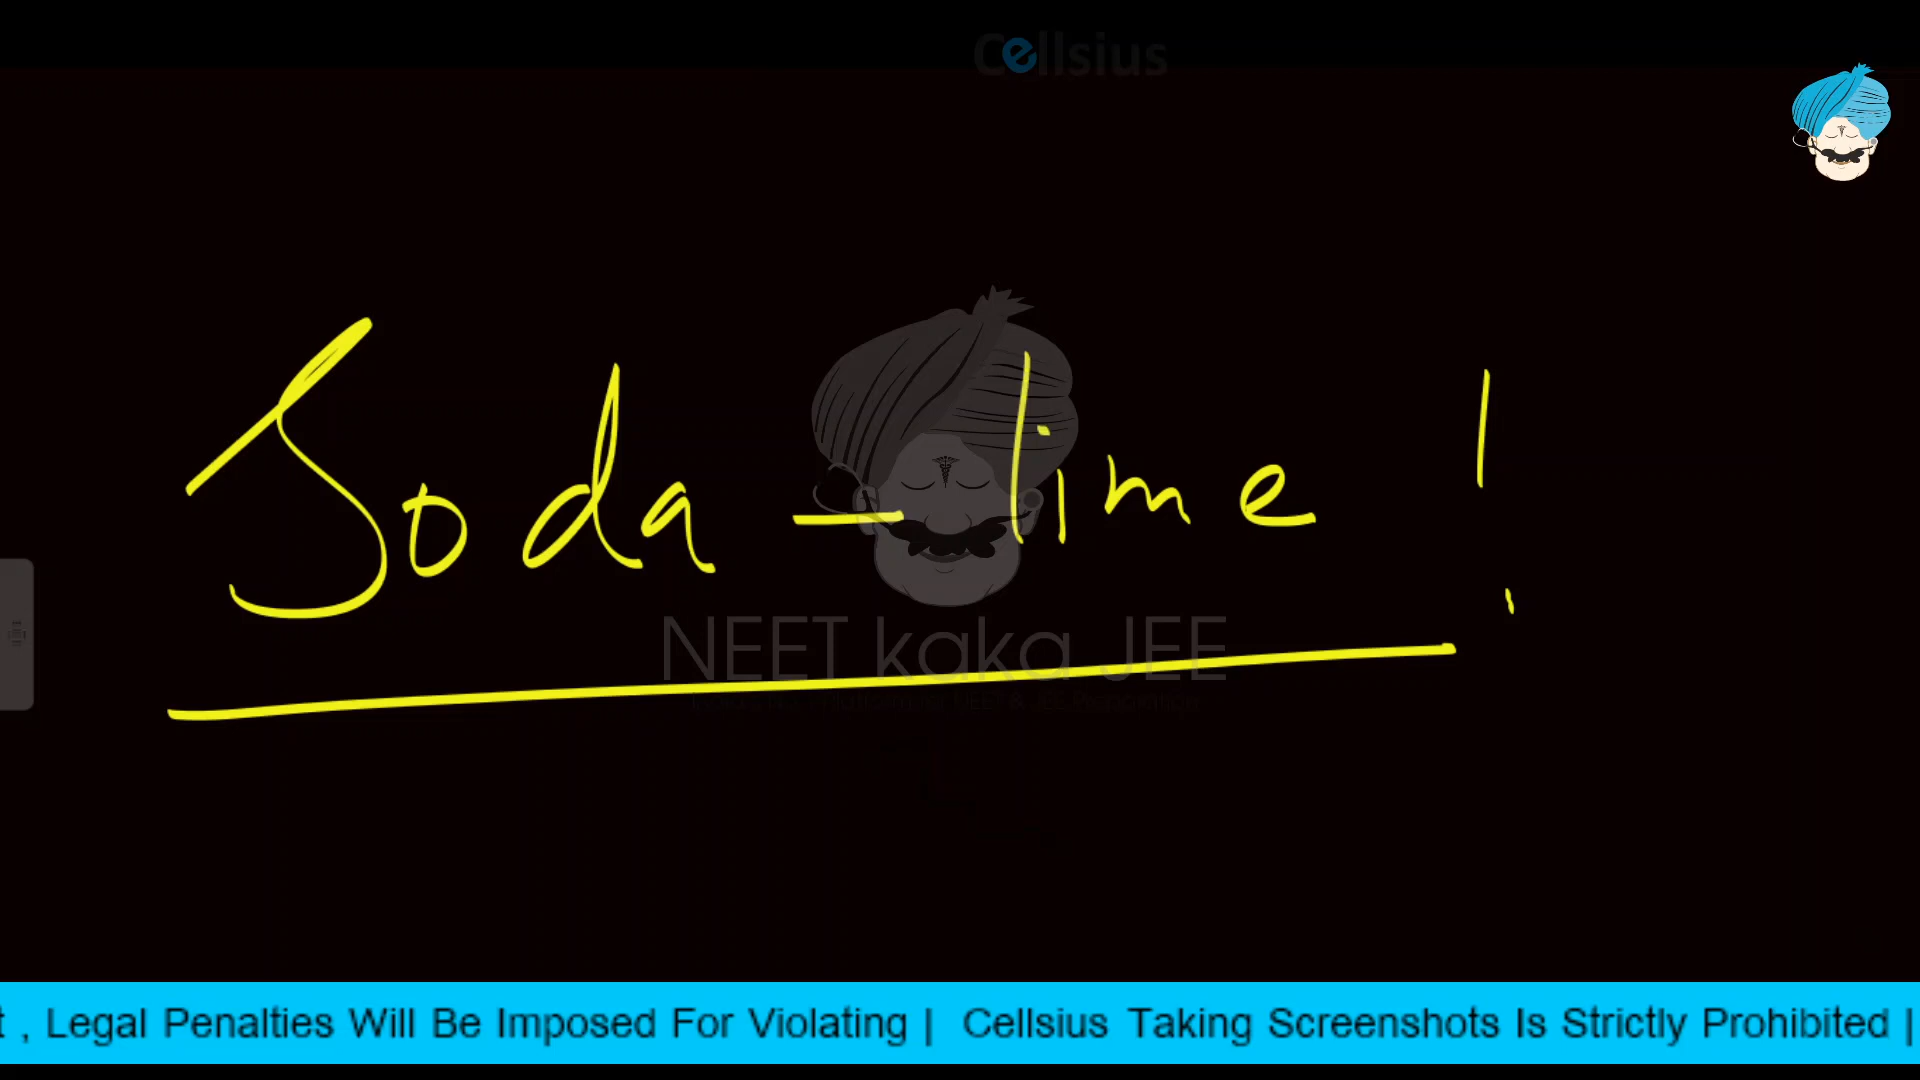 Cellsius
Soda - lime !
NEET kaka JEE
t , Legal Penalties Will Be Imposed For Violating | Cellsius Taking Screenshots Is Strictly Prohibited |